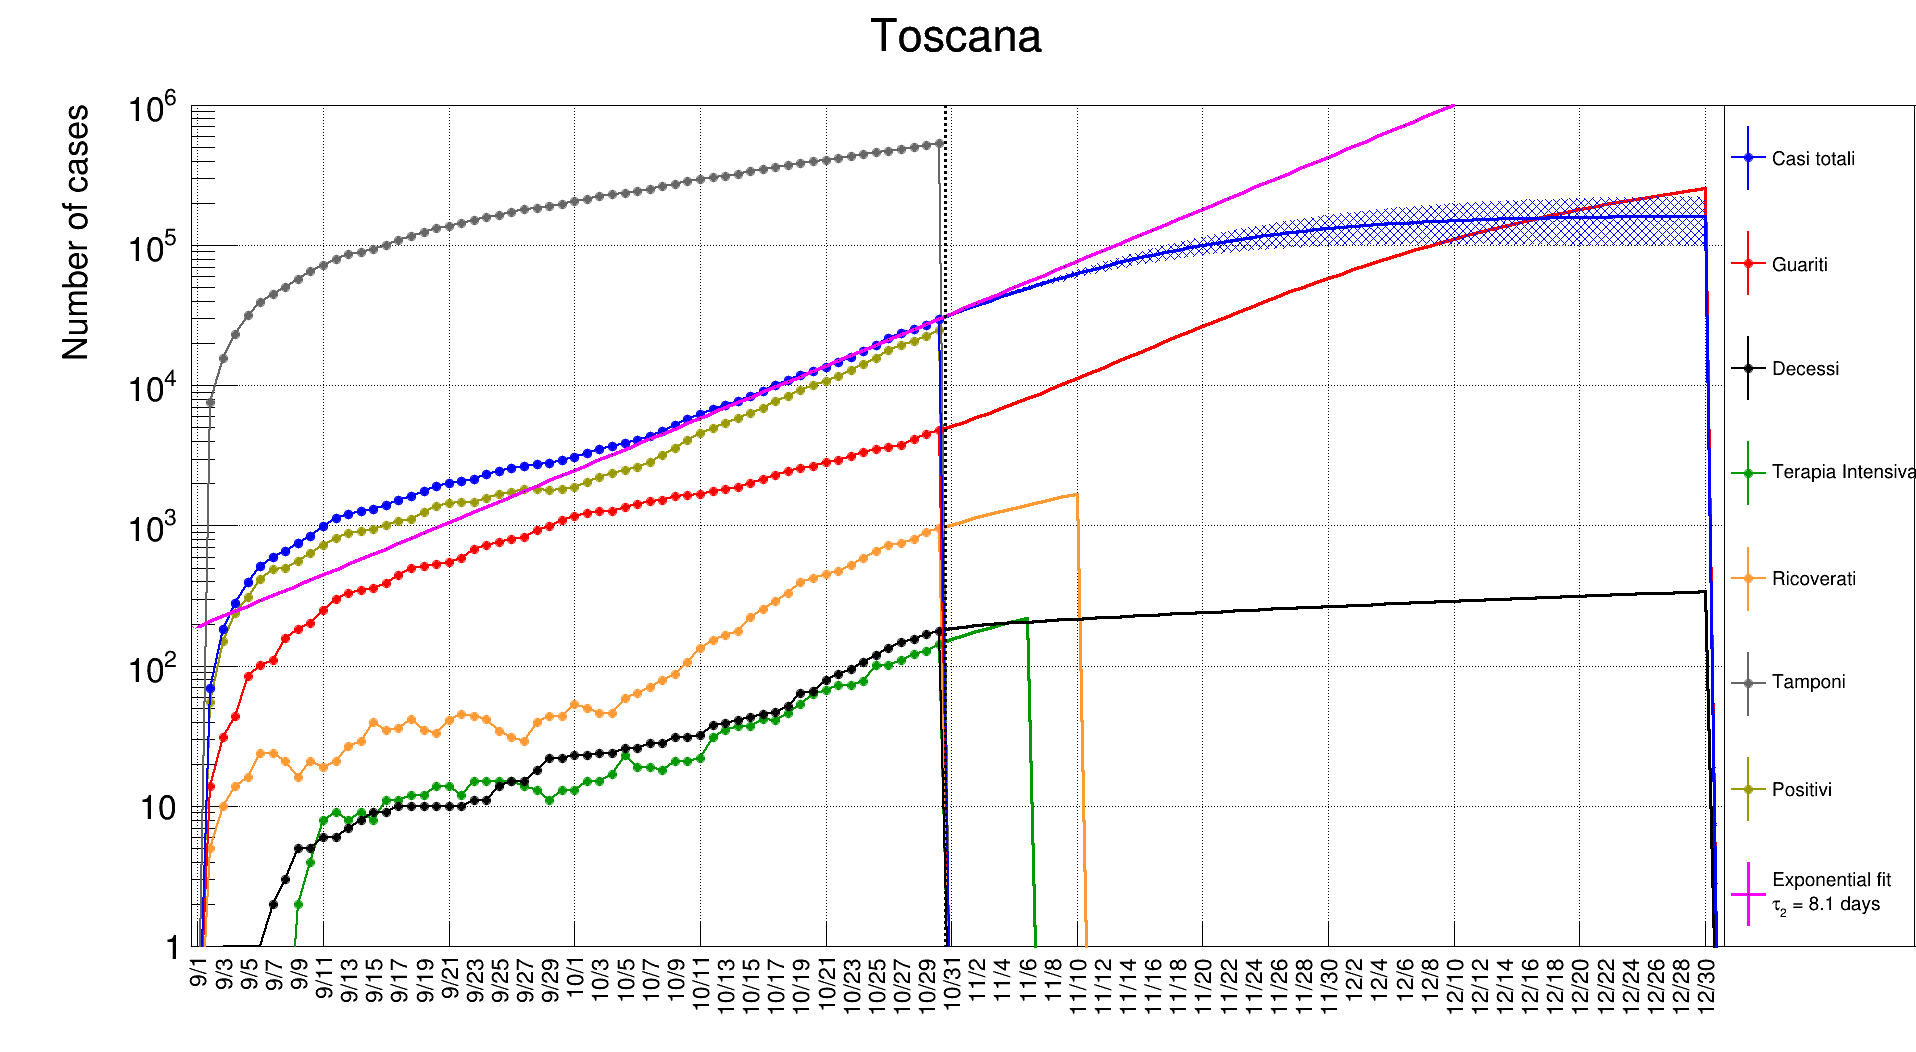 Toscana
Number of cases
10^6
10^5
10^4
10^3
10^2
10
1
9/1 9/3 9/5 9/7 9/9 9/11 9/13 9/15 9/17 9/19 9/21 9/23 9/25 9/27 9/29 10/1 10/3 10/5 10/7 10/9 10/11 10/13 10/15 10/17 10/19 10/21 10/23 10/25 10/27 10/29 10/31 11/2 11/4 11/6 11/8 11/10 11/12 11/14 11/16 11/18 11/20 11/22 11/24 11/26 11/28 11/30 12/2 12/4 12/6 12/8 12/10 12/12 12/14 12/16 12/18 12/20 12/22 12/24 12/26 12/28 12/30
Casi totali
Guariti
Decessi
Terapia Intensiva
Ricoverati
Tamponi
Positivi
Exponential fit
τ₂ = 8.1 days